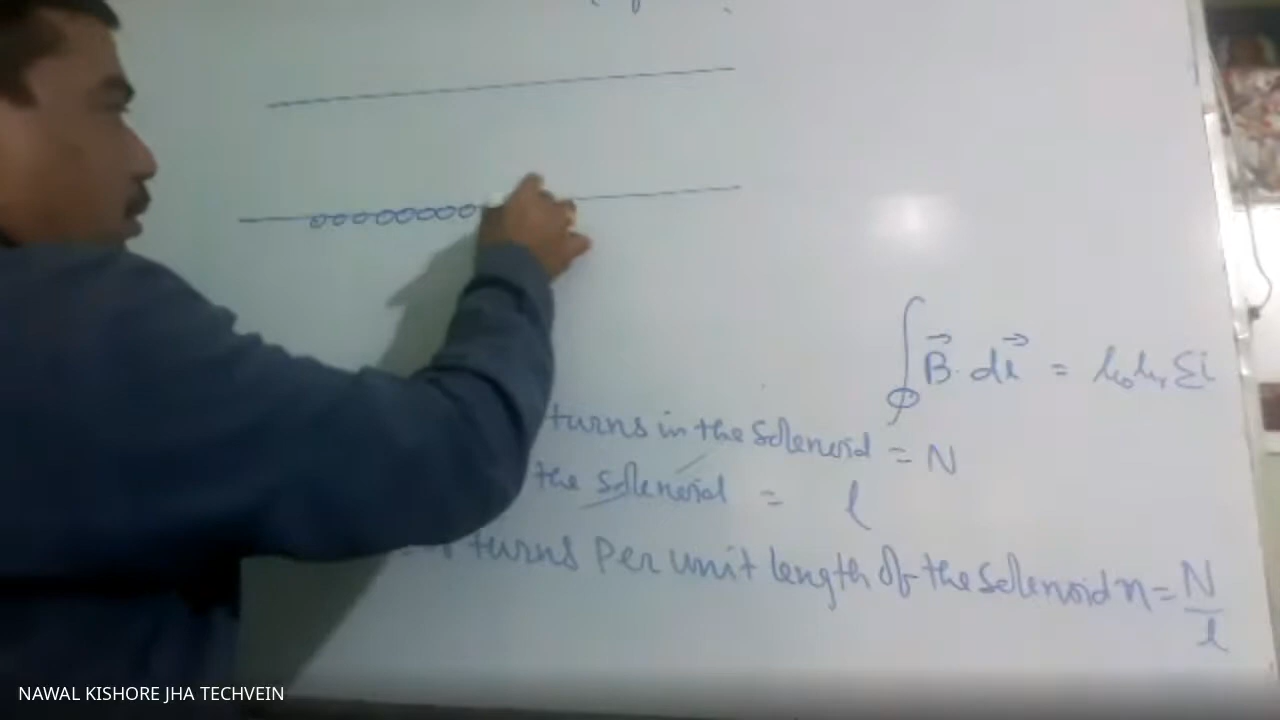 ∮ B⃗. dl⃗ = μ₀μᵣ Σi
turns in the Solenoid = N
the Solenoid = l
turns Per unit length of the Solenoid n = N/l
NAWAL KISHORE JHA TECHVEIN